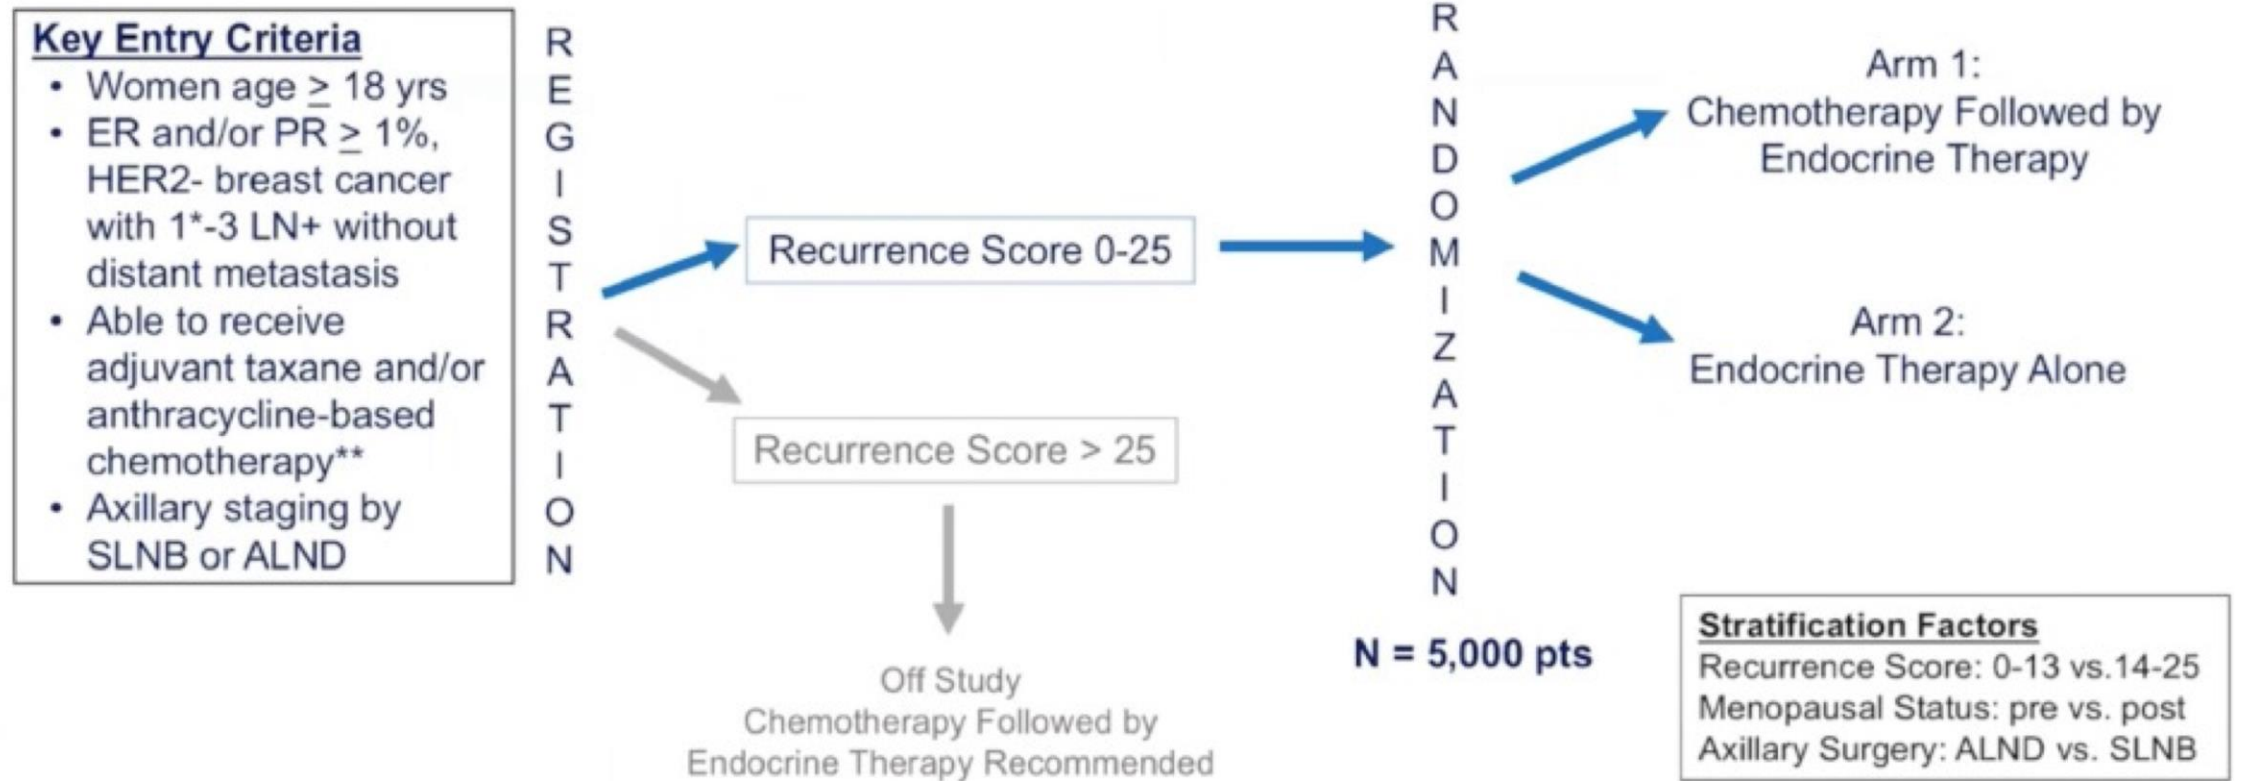 Key Entry Criteria
• Women age ≥ 18 yrs
• ER and/or PR ≥ 1%,
HER2- breast cancer
with 1*-3 LN+ without
distant metastasis
• Able to receive
adjuvant taxane and/or
anthracycline-based
chemotherapy**
• Axillary staging by
SLNB or ALND
REGISTRATION
Recurrence Score 0-25
Recurrence Score > 25
Off Study
Chemotherapy Followed by
Endocrine Therapy Recommended
RANDOMIZATION
N = 5,000 pts
Arm 1:
Chemotherapy Followed by
Endocrine Therapy
Arm 2:
Endocrine Therapy Alone
Stratification Factors
Recurrence Score: 0-13 vs.14-25
Menopausal Status: pre vs. post
Axillary Surgery: ALND vs. SLNB